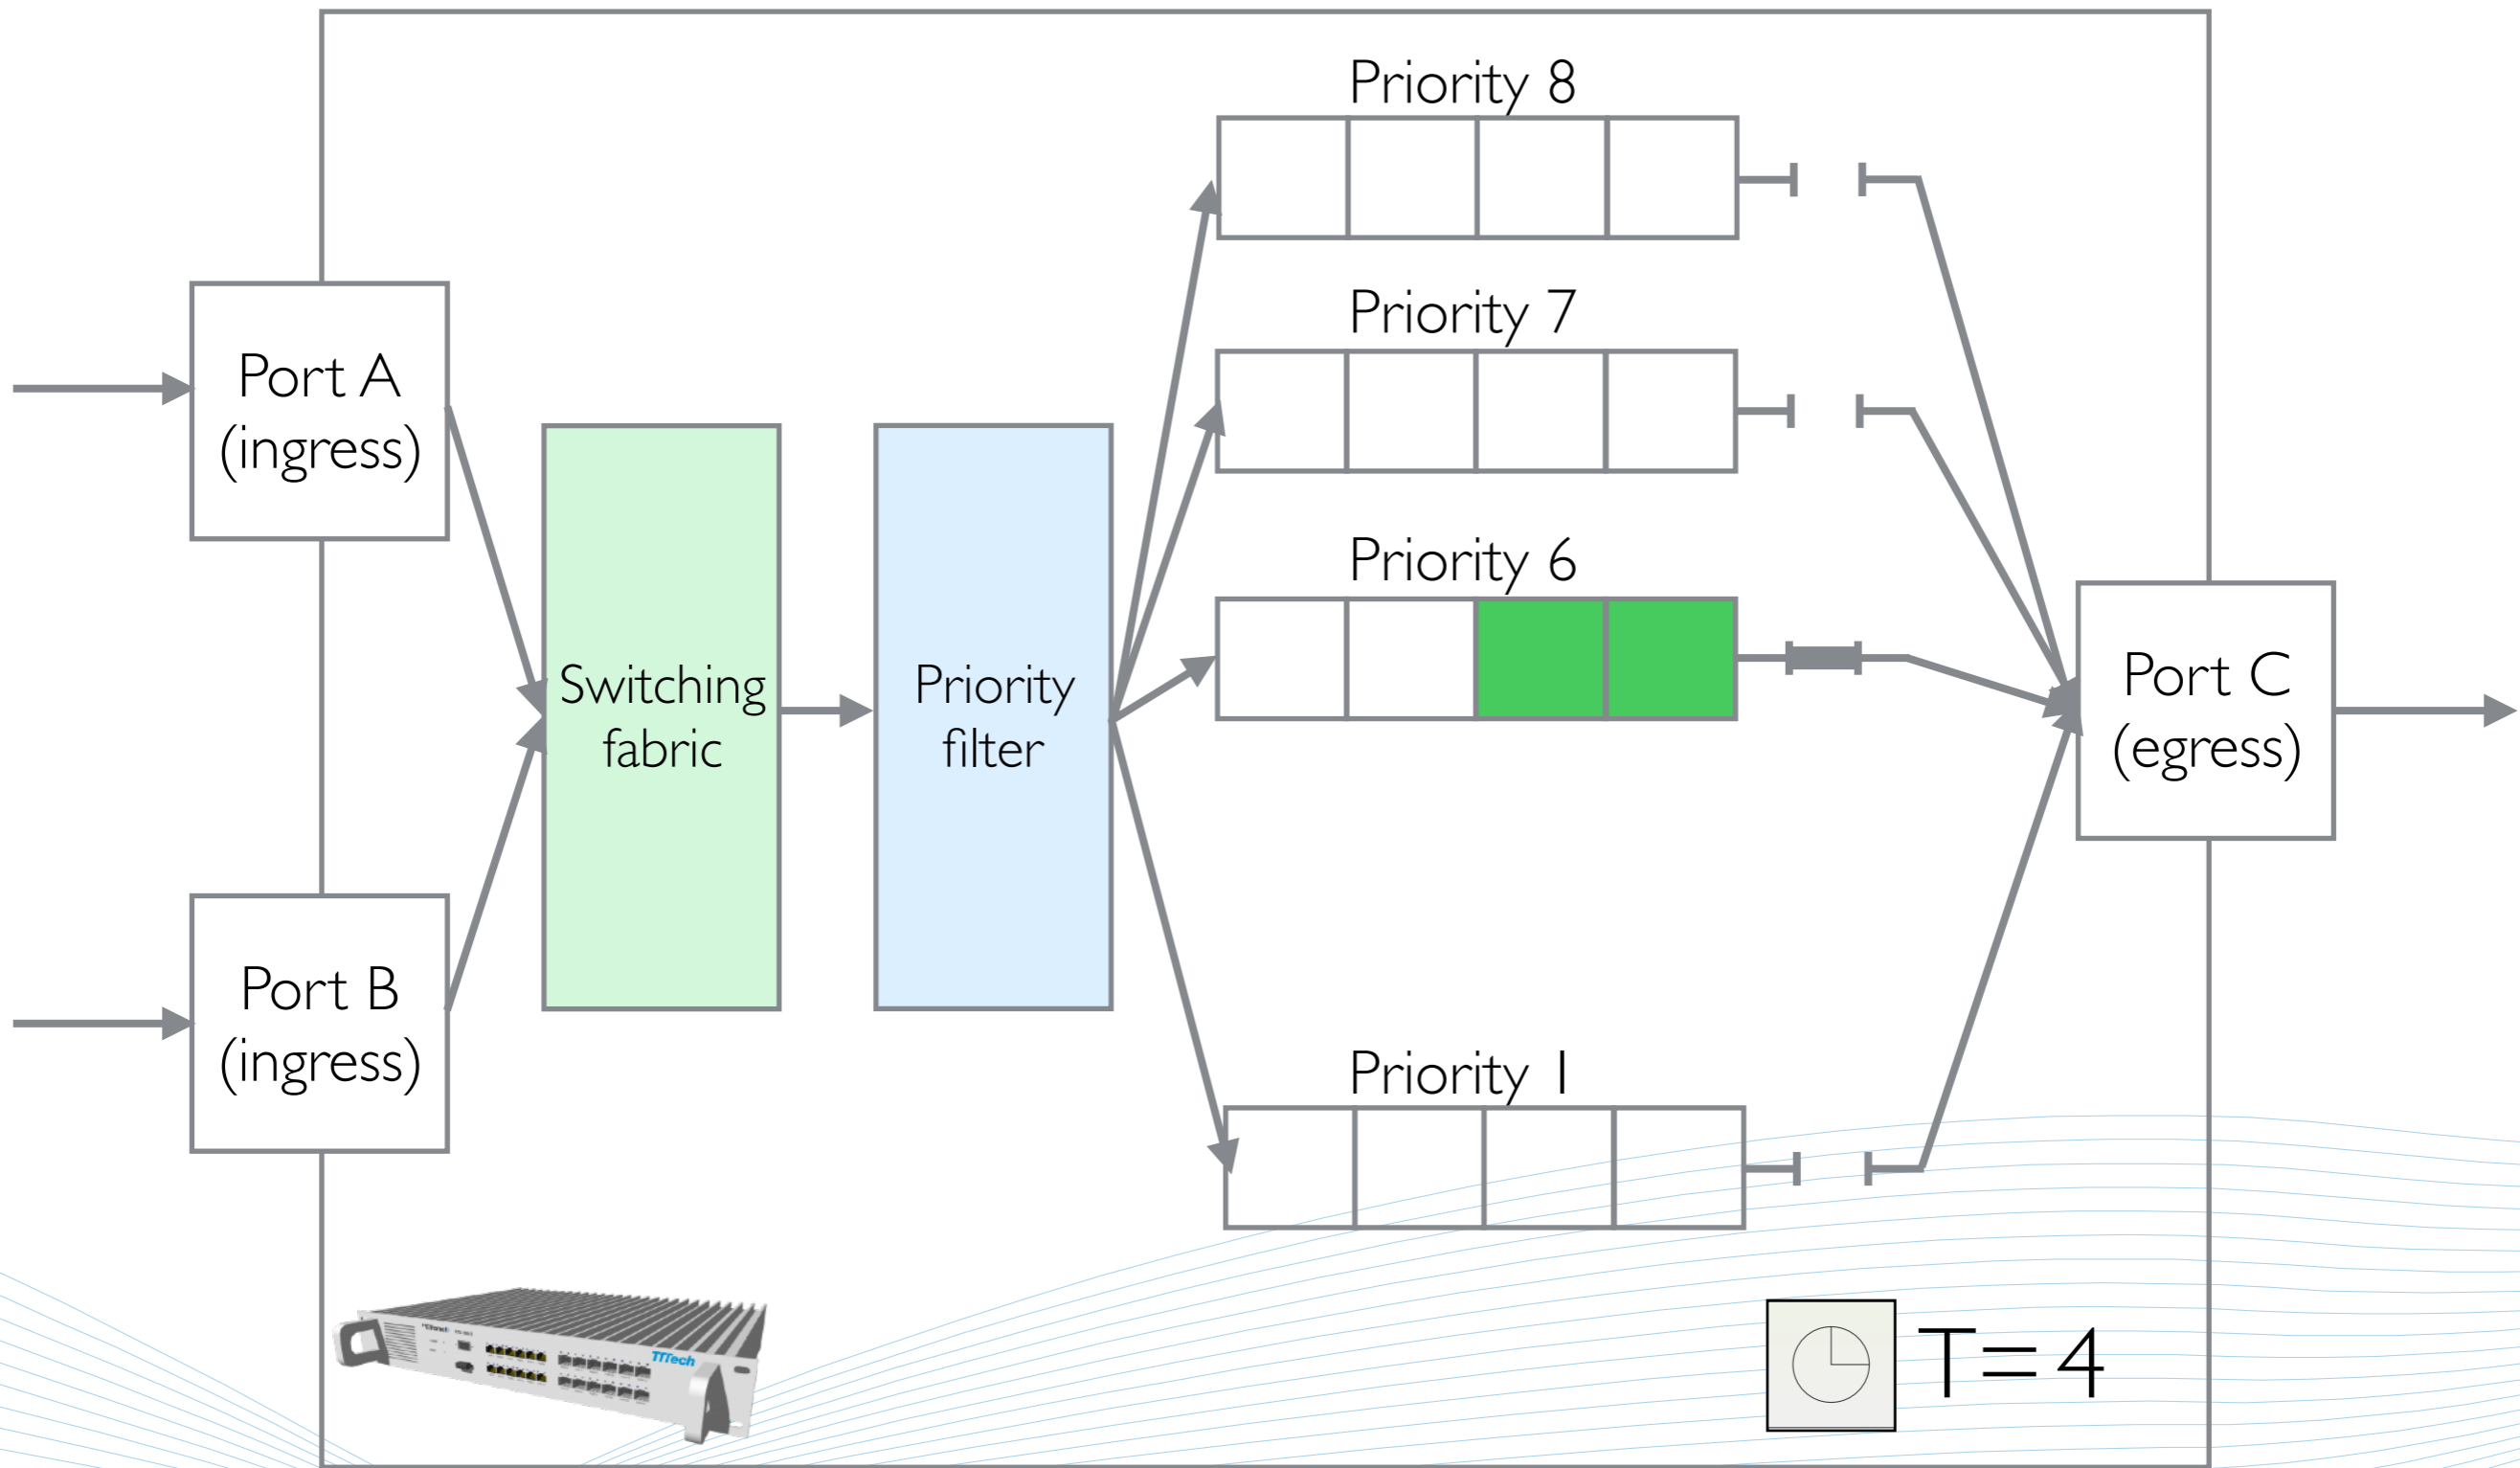 Priority 8
Priority 7
Priority 6
Priority 1
Port A
(ingress)
Port B
(ingress)
Switching
fabric
Priority
filter
Port C
(egress)
TTTech
T= 4